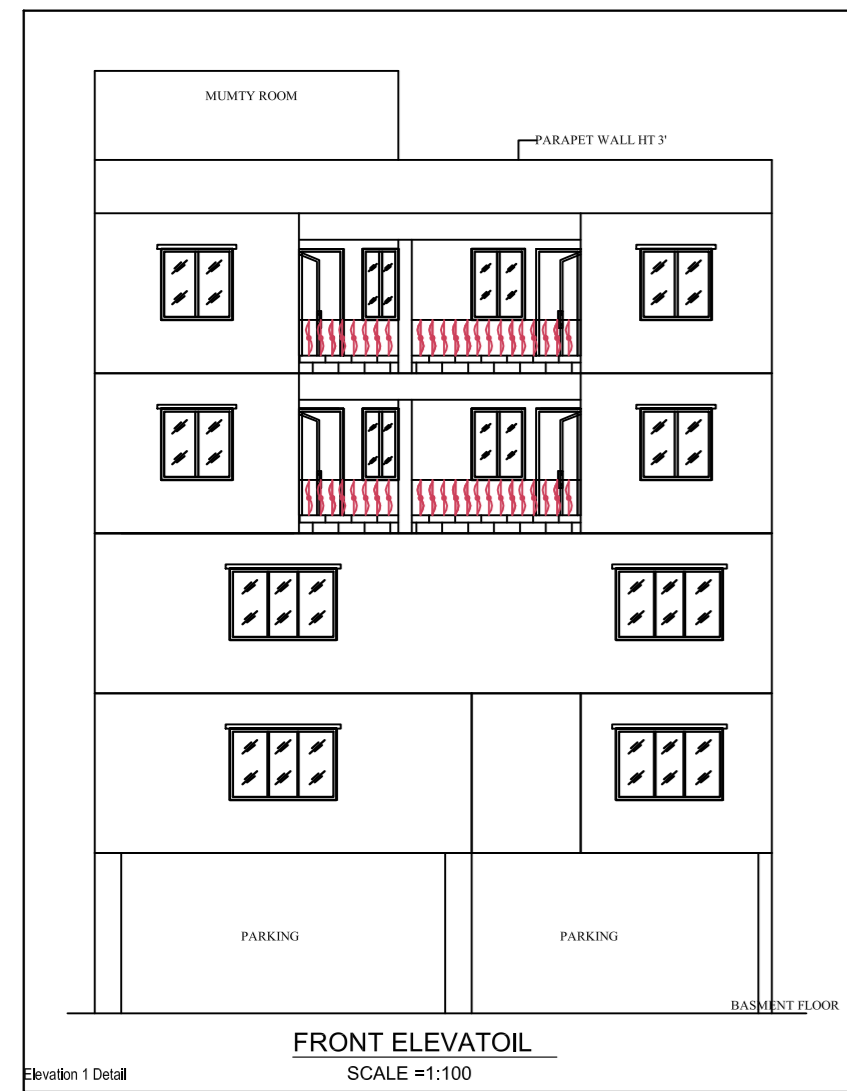 MUMTY ROOM
PARAPET WALL HT 3'
PARKING
PARKING
BASMENT FLOOR
FRONT ELEVATOIL
SCALE =1:100
Elevation 1 Detail